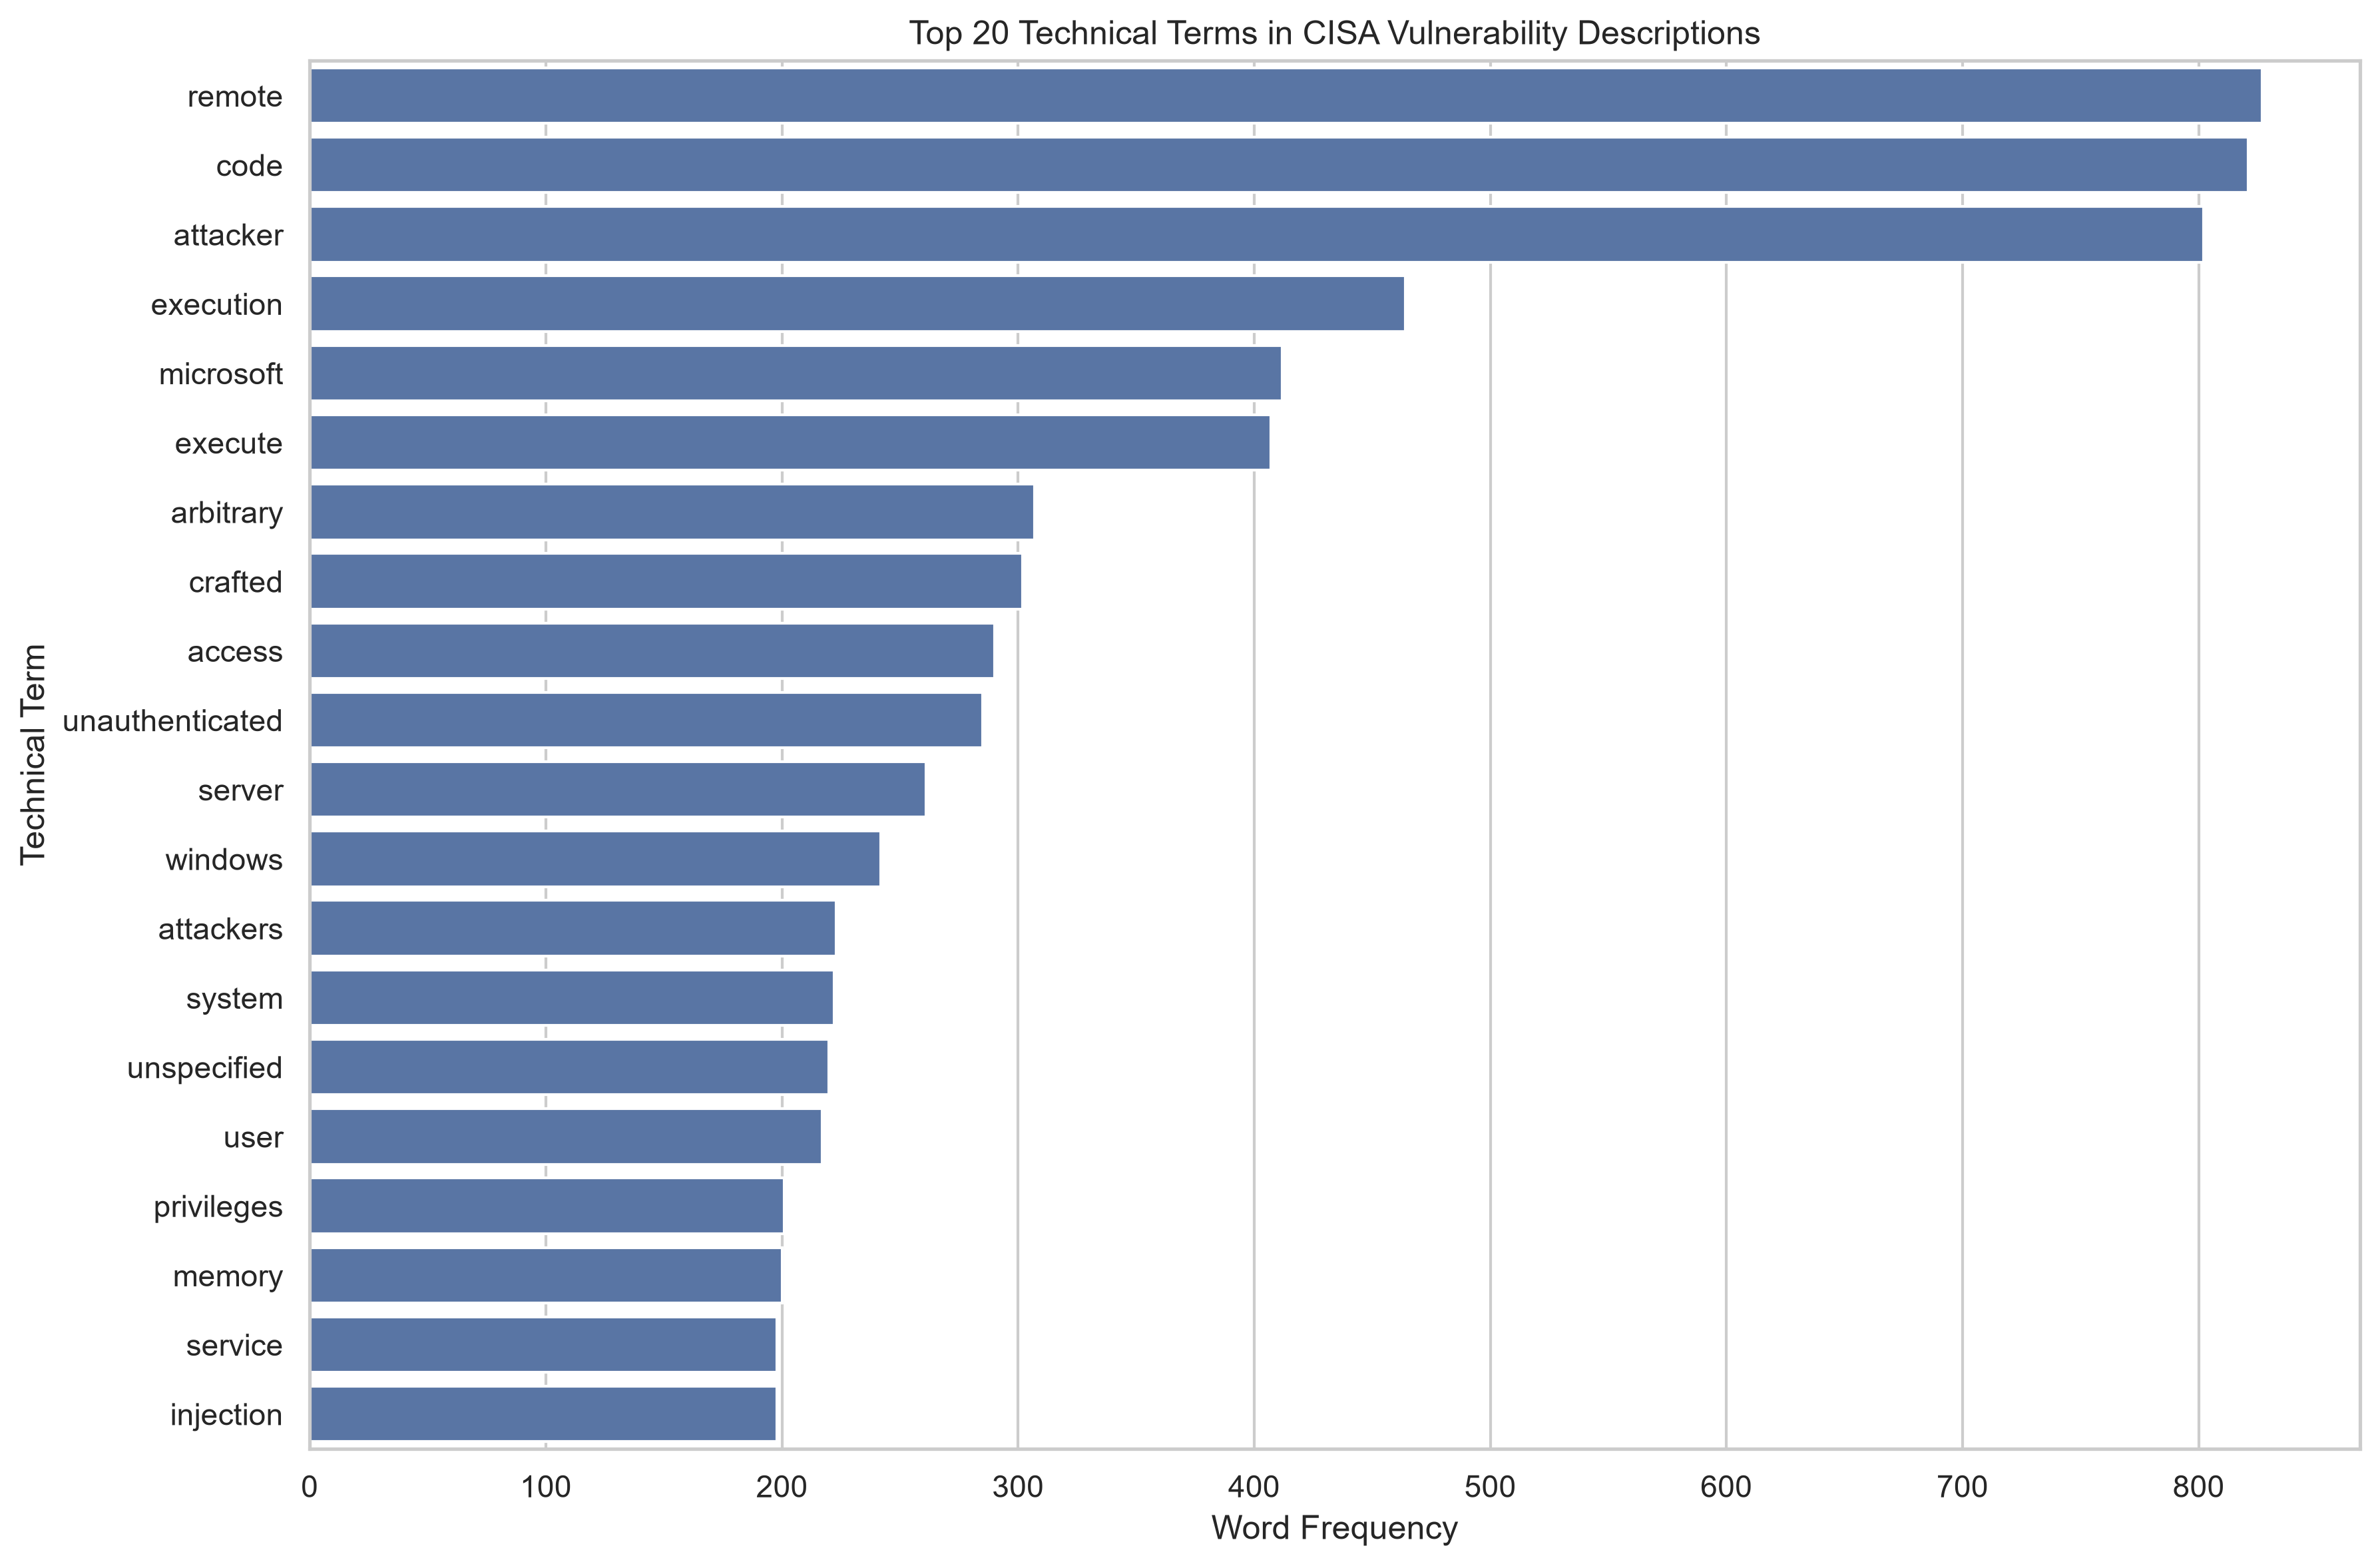 Top 20 Technical Terms in CISA Vulnerability Descriptions
remote
code
attacker
execution
microsoft
execute
arbitrary
crafted
access
unauthenticated
server
windows
attackers
system
unspecified
user
privileges
memory
service
injection
Technical Term
0 100 200 300 400 500 600 700 800
Word Frequency